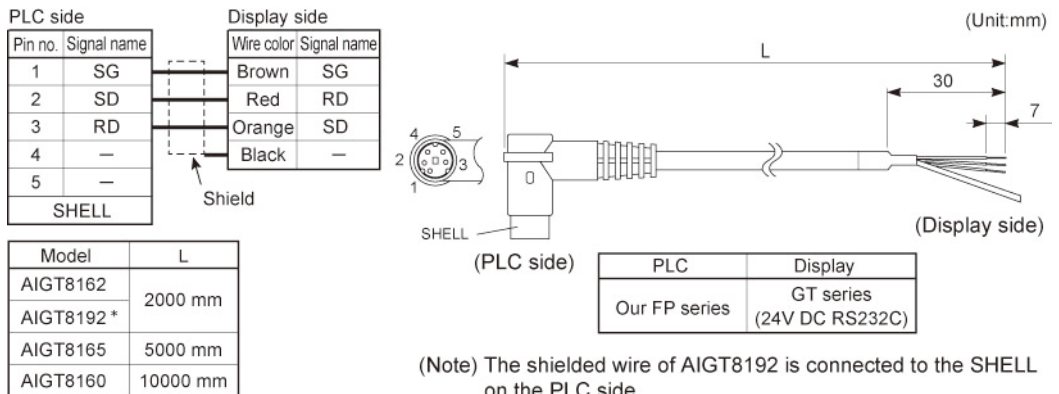 PLC side
Display side
Pin no. Signal name
Wire color Signal name
1 SG
Brown SG
2 SD
Red RD
3 RD
Orange SD
4 —
Black —
5 —
SHELL
Shield
Model L
AIGT8162
2000 mm
AIGT8192 *
AIGT8165 5000 mm
AIGT8160 10000 mm
(Unit:mm)
L
30
7
4 5
2 3
1
SHELL
(PLC side)
(Display side)
PLC Display
Our FP series
GT series
(24V DC RS232C)
(Note) The shielded wire of AIGT8192 is connected to the SHELL
on the PLC side